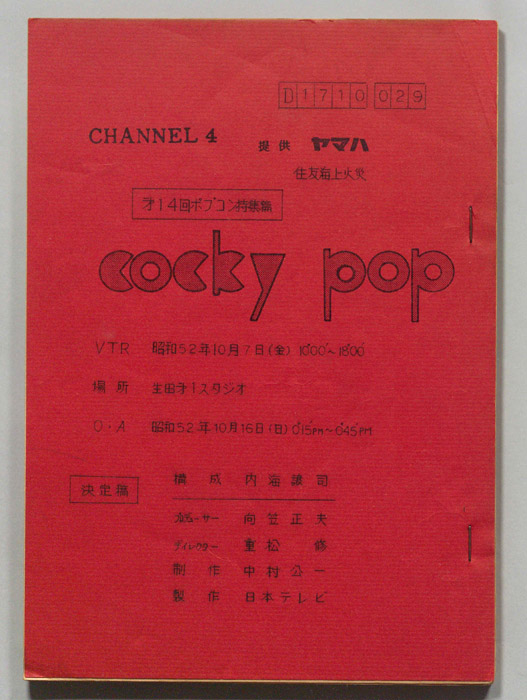 D1710 029
CHANNEL 4 提供 ヤマハ
住友海上火災
才14回ポプコン特集篇
cocky pop
VTR 昭和52年10月7日(金) 10'00'~18'00'
場所 生田才1スタジオ
O・A 昭和52年10月16日(日) 6'15PM~6'45PM
構成 内海譲司
決定稿
プロデューサー 向笠正夫
ディレクター 重松 修
制作 中村公一
製作 日本テレビ